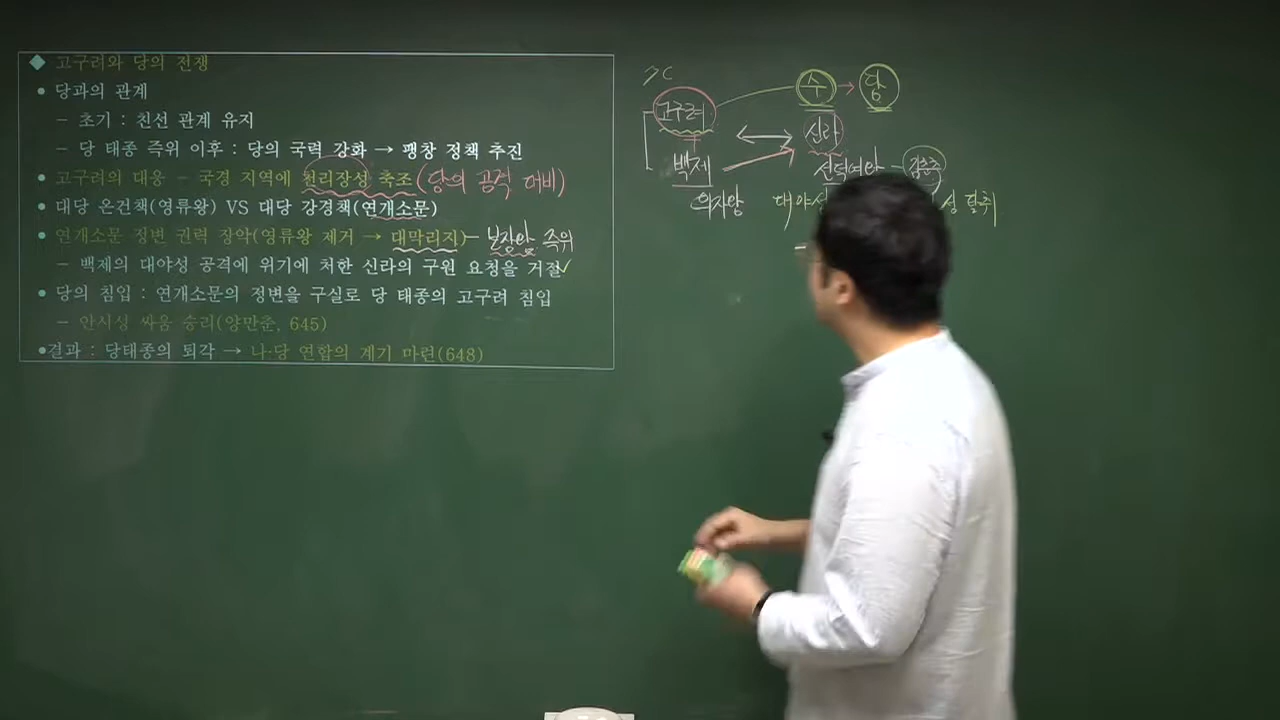 ◆ 고구려와 당의 전쟁
• 당과의 관계
– 초기 : 친선 관계 유지
– 당 태종 즉위 이후 : 당의 국력 강화 → 팽창 정책 추진
• 고구려의 대응 – 국경 지역에 천리장성 축조(당의 공격 대비)
• 대당 온건책(영류왕) VS 대당 강경책(연개소문)
• 연개소문 정변 권력 장악(영류왕 제거 → 대막리지)– 보장왕 즉위
– 백제의 대야성 공격에 위기에 처한 신라의 구원 요청을 거절✓
• 당의 침입 : 연개소문의 정변을 구실로 당 태종의 고구려 침입
– 안시성 싸움 승리(양만춘, 645)
•결과 : 당태종의 퇴각 → 나·당 연합의 계기 마련(648)
7C
고구려 수 → 당
신라
백제 선덕여왕 – 김춘추
의자왕 대야성 성 탈취